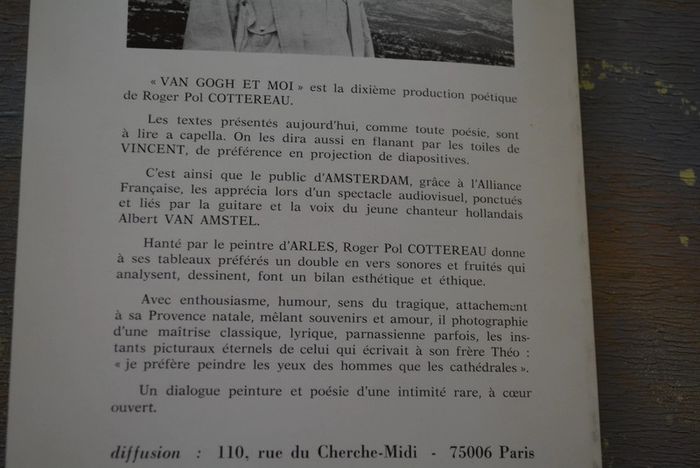 « VAN GOGH ET MOI » est la dixième production poétique
de Roger Pol COTTEREAU.
Les textes présentés aujourd'hui, comme toute poésie, sont
à lire a capella. On les dira aussi en flanant par les toiles de
VINCENT, de préférence en projection de diapositives.
C'est ainsi que le public d'AMSTERDAM, grâce à l'Alliance
Française, les apprécia lors d'un spectacle audiovisuel, ponctués
et liés par la guitare et la voix du jeune chanteur hollandais
Albert VAN AMSTEL.
Hanté par le peintre d'ARLES, Roger Pol COTTEREAU donne
à ses tableaux préférés un double en vers sonores et fruités qui
analysent, dessinent, font un bilan esthétique et éthique.
Avec enthousiasme, humour, sens du tragique, attachement
à sa Provence natale, mêlant souvenirs et amour, il photographie
d'une maîtrise classique, lyrique, parnassienne parfois, les ins-
tants picturaux éternels de celui qui écrivait à son frère Théo :
« je préfère peindre les yeux des hommes que les cathédrales ».
Un dialogue peinture et poésie d'une intimité rare, à cœur
ouvert.
diffusion : 110, rue du Cherche-Midi - 75006 Paris